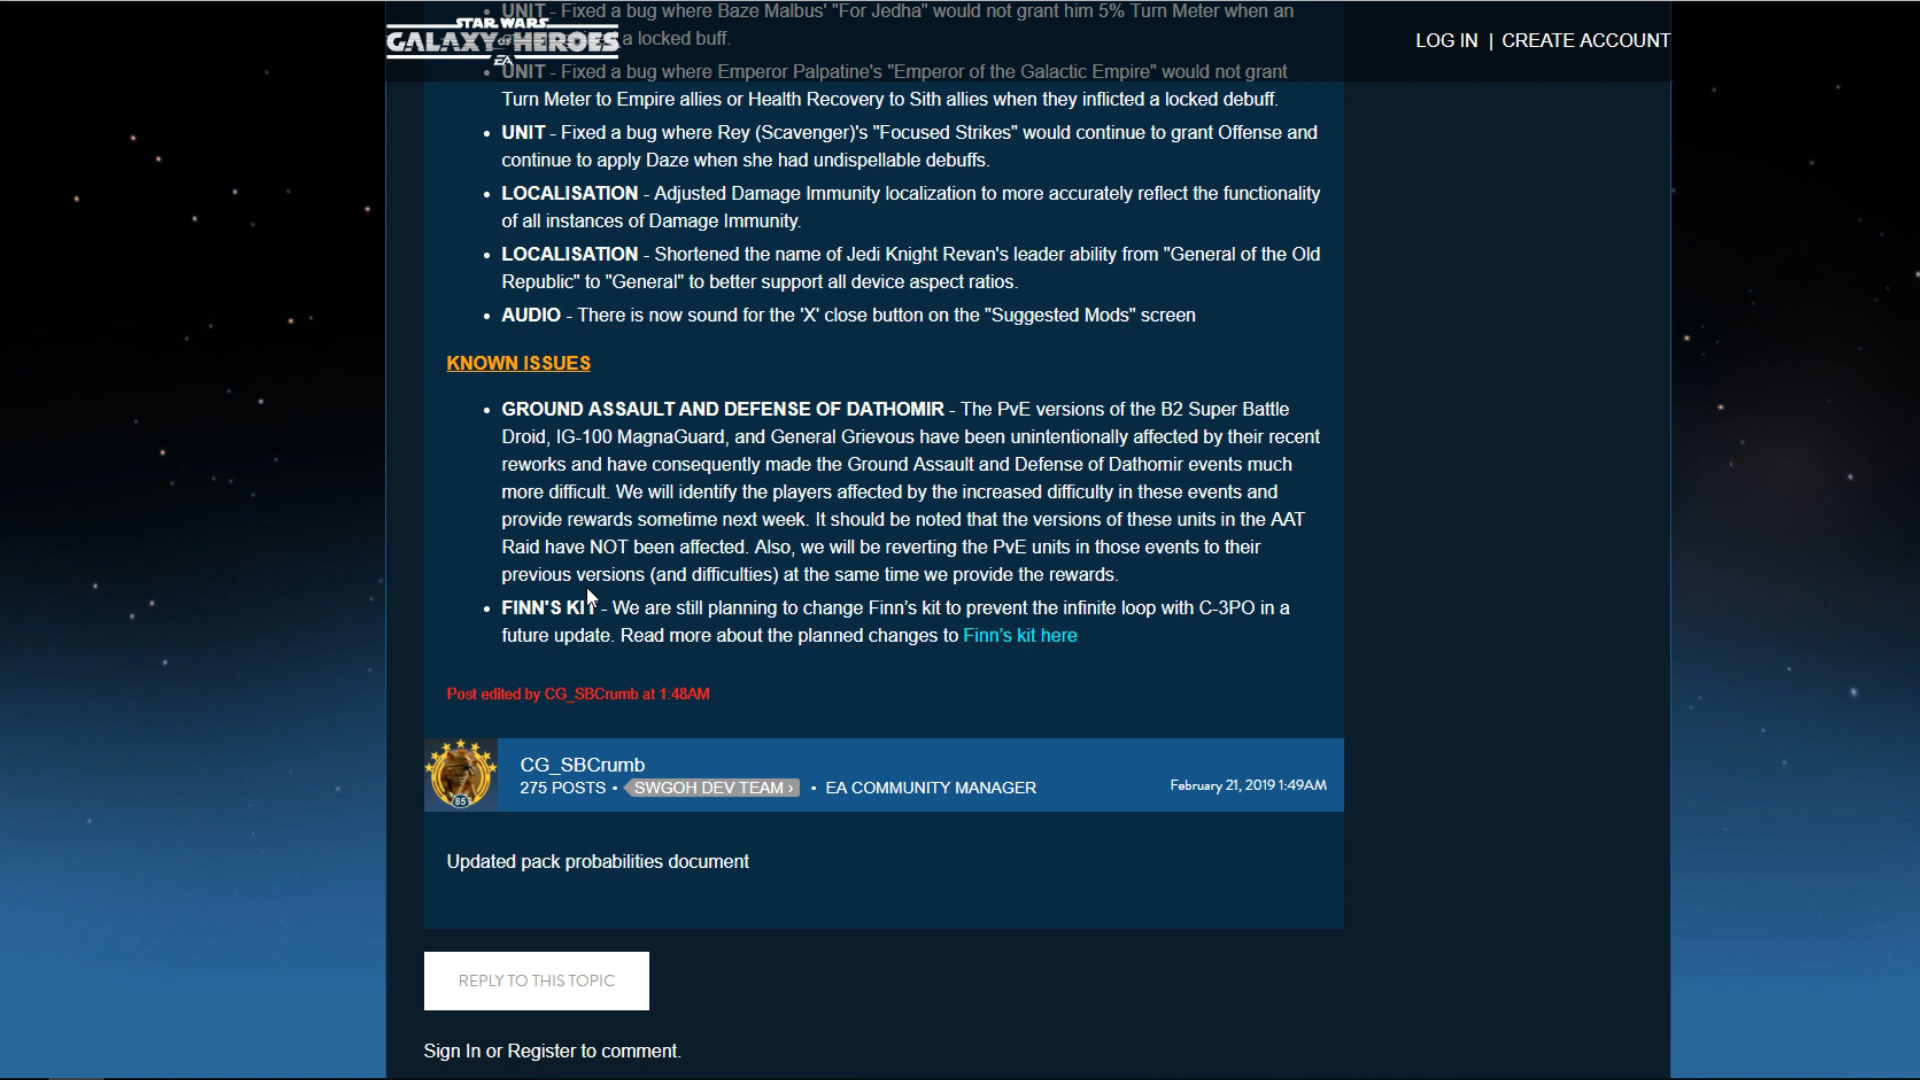 UNIT - Fixed a bug where Baze Malbus' "For Jedha" would not grant him 5% Turn Meter when an
a locked buff.
STAR WARS
GALAXY OF HEROES
EA
LOG IN | CREATE ACCOUNT
UNIT - Fixed a bug where Emperor Palpatine's "Emperor of the Galactic Empire" would not grant
Turn Meter to Empire allies or Health Recovery to Sith allies when they inflicted a locked debuff.
UNIT - Fixed a bug where Rey (Scavenger)'s "Focused Strikes" would continue to grant Offense and
continue to apply Daze when she had undispellable debuffs.
LOCALISATION - Adjusted Damage Immunity localization to more accurately reflect the functionality
of all instances of Damage Immunity.
LOCALISATION - Shortened the name of Jedi Knight Revan's leader ability from "General of the Old
Republic" to "General" to better support all device aspect ratios.
AUDIO - There is now sound for the 'X' close button on the "Suggested Mods" screen
KNOWN ISSUES
GROUND ASSAULT AND DEFENSE OF DATHOMIR - The PvE versions of the B2 Super Battle
Droid, IG-100 MagnaGuard, and General Grievous have been unintentionally affected by their recent
reworks and have consequently made the Ground Assault and Defense of Dathomir events much
more difficult. We will identify the players affected by the increased difficulty in these events and
provide rewards sometime next week. It should be noted that the versions of these units in the AAT
Raid have NOT been affected. Also, we will be reverting the PvE units in those events to their
previous versions (and difficulties) at the same time we provide the rewards.
FINN'S KIT - We are still planning to change Finn's kit to prevent the infinite loop with C-3PO in a
future update. Read more about the planned changes to Finn's kit here
Post edited by CG_SBCrumb at 1:48AM
CG_SBCrumb
275 POSTS • SWGOH DEV TEAM › • EA COMMUNITY MANAGER
February 21, 2019 1:49AM
85
Updated pack probabilities document
REPLY TO THIS TOPIC
Sign In or Register to comment.